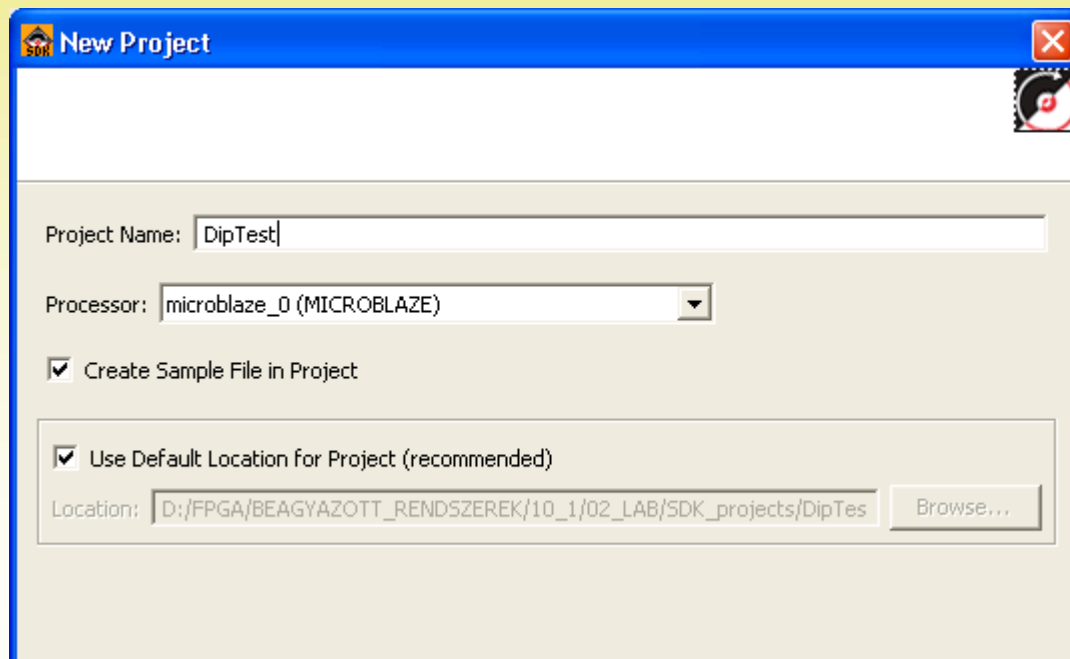 SDK New Project
Project Name: DipTest
Processor: microblaze_0 (MICROBLAZE)
Create Sample File in Project
Use Default Location for Project (recommended)
Location: D:/FPGA/BEAGYAZOTT_RENDSZEREK/10_1/02_LAB/SDK_projects/DipTes Browse...